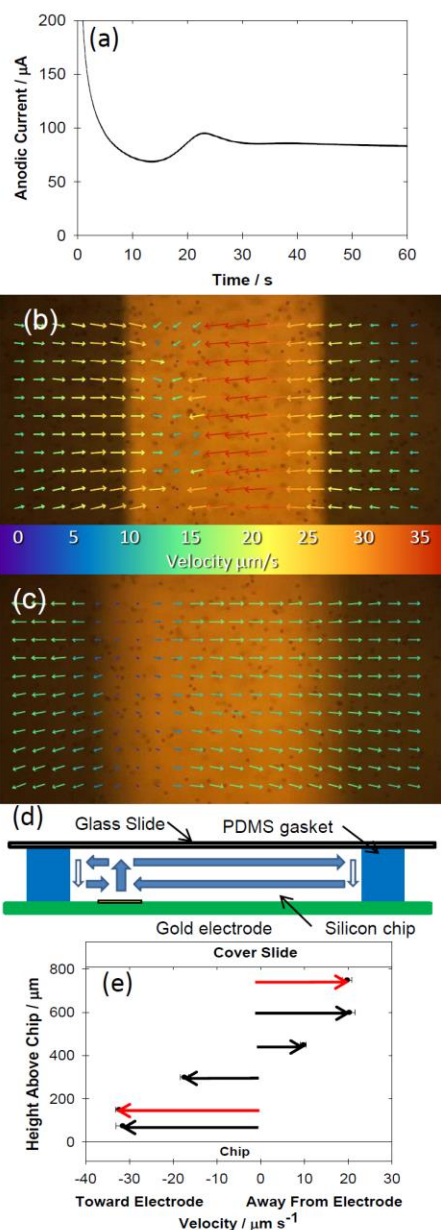 (a)
200
150
100
50
0
Anodic Current / μA
0 10 20 30 40 50 60
Time / s
(b)
0 5 10 15 20 25 30 35
Velocity μm/s
(c)
(d)
Glass Slide
PDMS gasket
Gold electrode
Silicon chip
(e)
Cover Slide
800
600
400
200
0
Height Above Chip / μm
Chip
-40 -30 -20 -10 0 10 20 30
Toward Electrode Away From Electrode
Velocity / μm s⁻¹